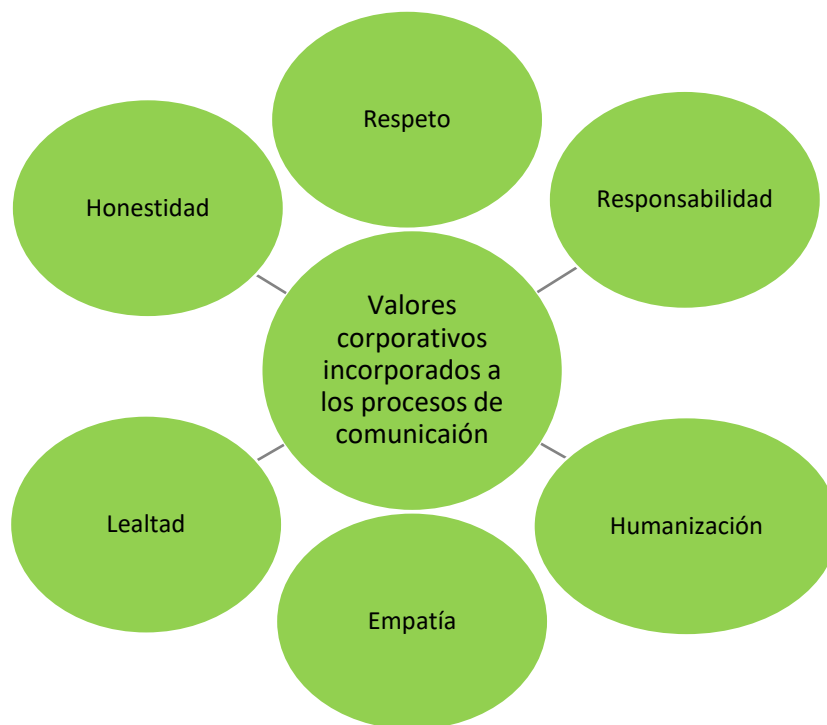 Respeto
Responsabilidad
Honestidad
Valores
corporativos
incorporados a
los procesos de
comunicaión
Lealtad
Humanización
Empatía